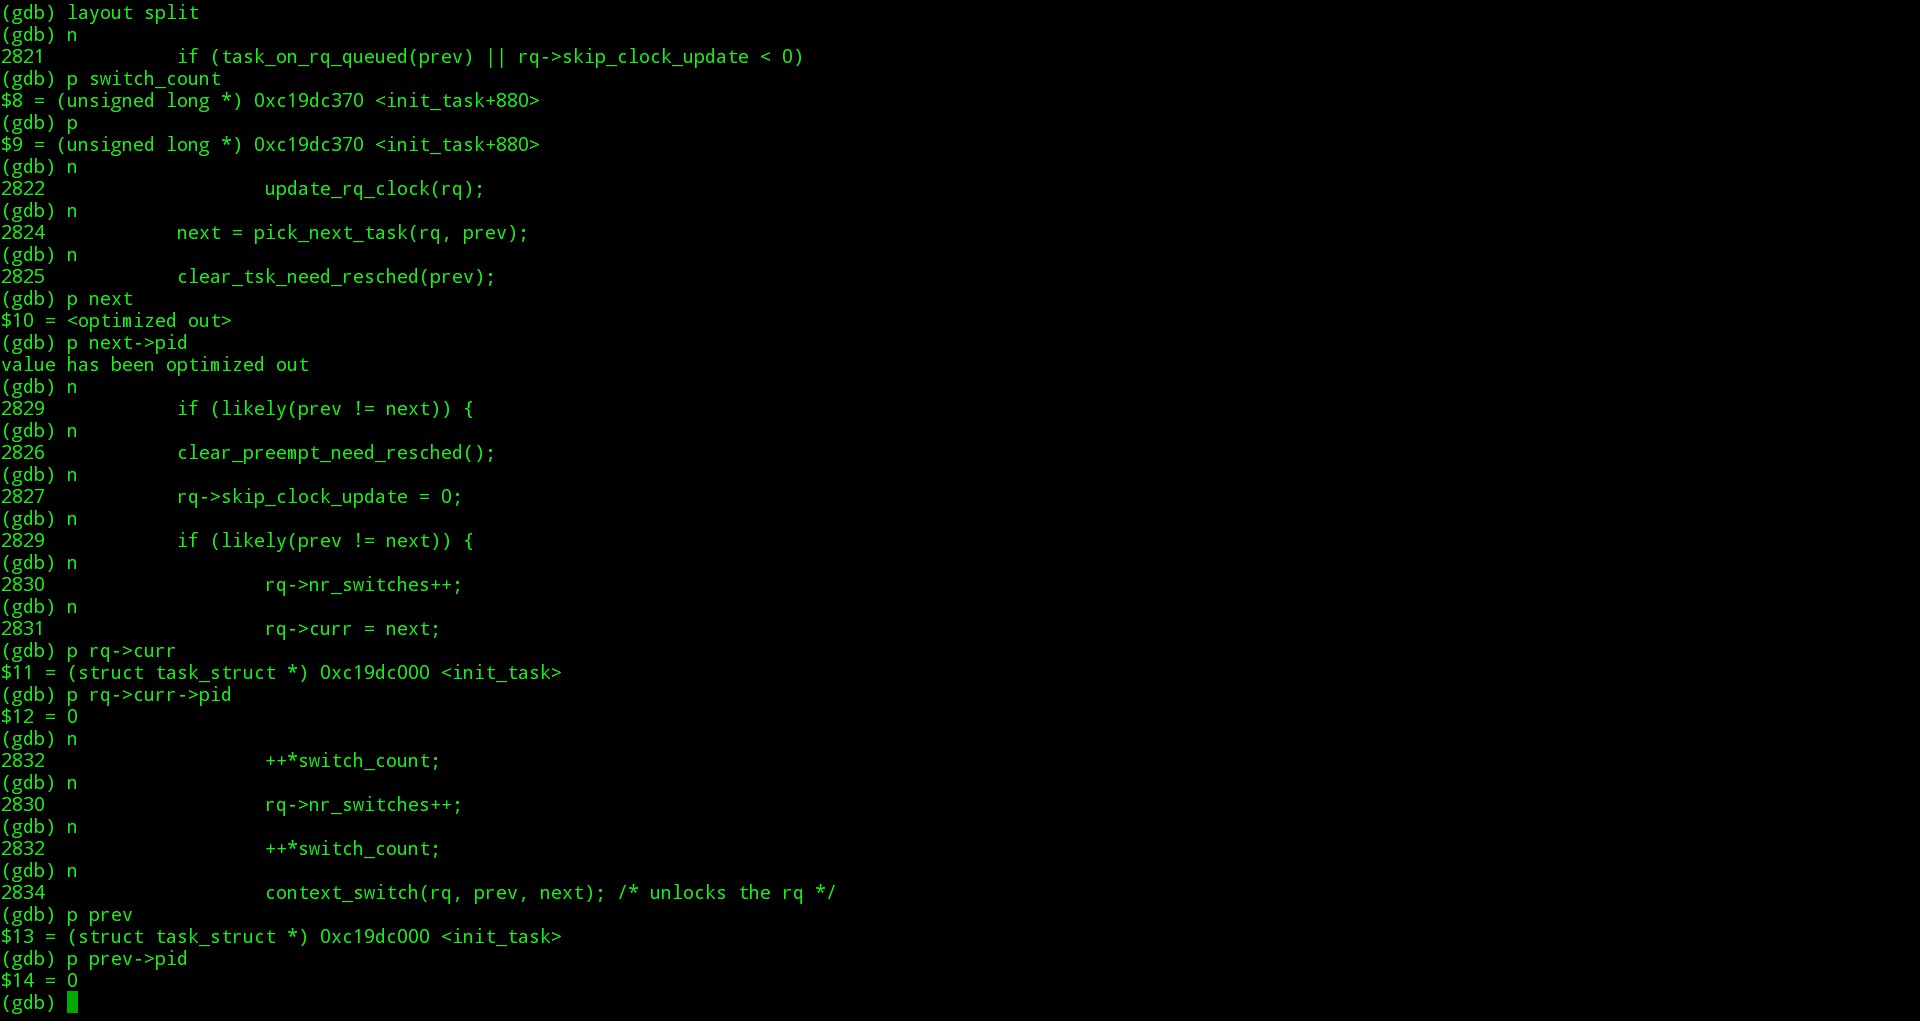 (gdb) layout split
(gdb) n
2821            if (task_on_rq_queued(prev) || rq->skip_clock_update < 0)
(gdb) p switch_count
$8 = (unsigned long *) 0xc19dc370 <init_task+880>
(gdb) p
$9 = (unsigned long *) 0xc19dc370 <init_task+880>
(gdb) n
2822                    update_rq_clock(rq);
(gdb) n
2824            next = pick_next_task(rq, prev);
(gdb) n
2825            clear_tsk_need_resched(prev);
(gdb) p next
$10 = <optimized out>
(gdb) p next->pid
value has been optimized out
(gdb) n
2829            if (likely(prev != next)) {
(gdb) n
2826            clear_preempt_need_resched();
(gdb) n
2827            rq->skip_clock_update = 0;
(gdb) n
2829            if (likely(prev != next)) {
(gdb) n
2830                    rq->nr_switches++;
(gdb) n
2831                    rq->curr = next;
(gdb) p rq->curr
$11 = (struct task_struct *) 0xc19dc000 <init_task>
(gdb) p rq->curr->pid
$12 = 0
(gdb) n
2832                    ++*switch_count;
(gdb) n
2830                    rq->nr_switches++;
(gdb) n
2832                    ++*switch_count;
(gdb) n
2834                    context_switch(rq, prev, next); /* unlocks the rq */
(gdb) p prev
$13 = (struct task_struct *) 0xc19dc000 <init_task>
(gdb) p prev->pid
$14 = 0
(gdb)